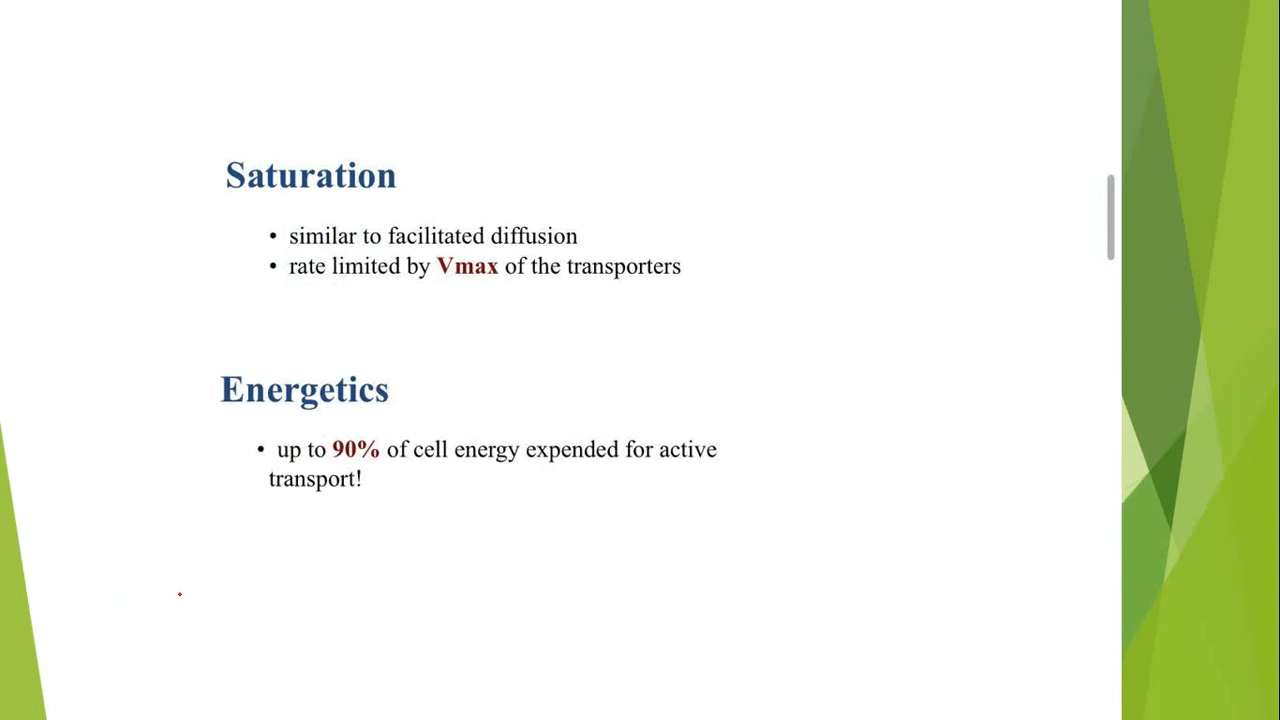 Saturation
• similar to facilitated diffusion
• rate limited by Vmax of the transporters
Energetics
• up to 90% of cell energy expended for active
transport!